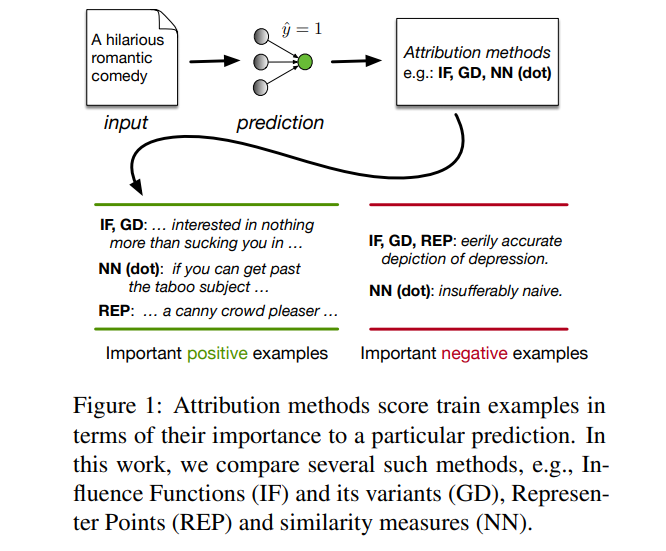 A hilarious
romantic
comedy
ŷ = 1
Attribution methods
e.g.: IF, GD, NN (dot)
input
prediction
IF, GD: … interested in nothing
more than sucking you in …
NN (dot): if you can get past
the taboo subject …
REP: … a canny crowd pleaser …
Important positive examples
IF, GD, REP: eerily accurate
depiction of depression.
NN (dot): insufferably naive.
Important negative examples
Figure 1: Attribution methods score train examples in
terms of their importance to a particular prediction. In
this work, we compare several such methods, e.g., In-
fluence Functions (IF) and its variants (GD), Represen-
ter Points (REP) and similarity measures (NN).